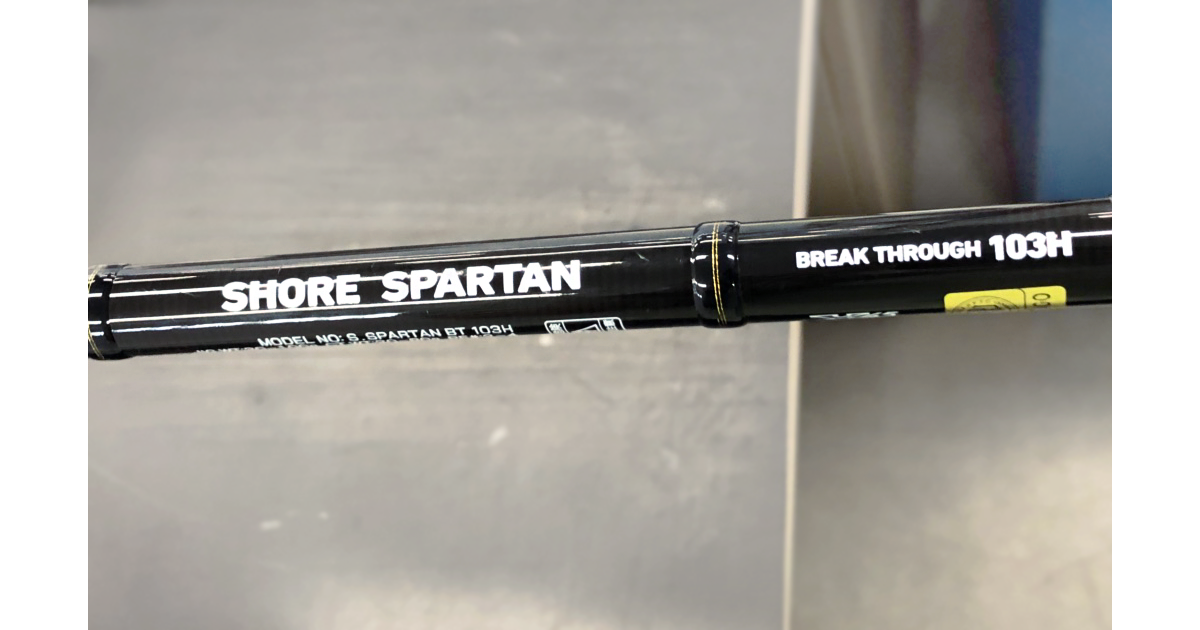 SHORE SPARTAN
MODEL NO: S. SPARTAN BT 103H
BREAK THROUGH 103H